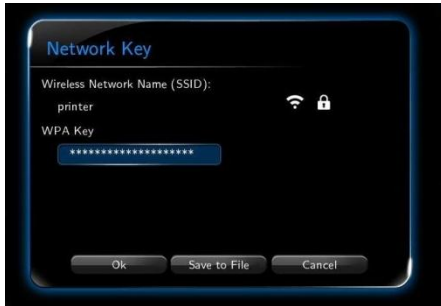 Network Key
Wireless Network Name (SSID):
printer
WPA Key
********************
Ok Save to File Cancel